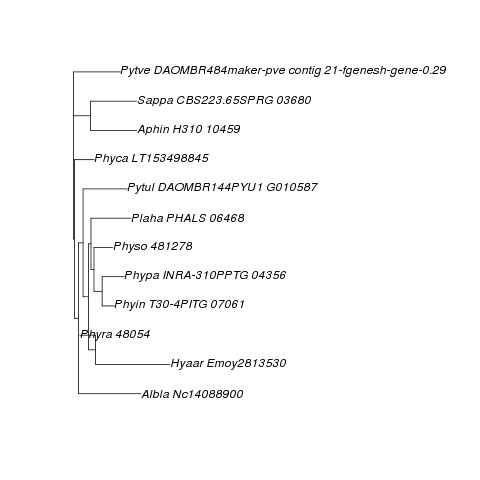 Pytve DAOMBR484maker-pve contig 21-fgenesh-gene-0.29
Sappa CBS223.65SPRG 03680
Aphin H310 10459
Phyca LT153498845
Pytul DAOMBR144PYU1 G010587
Plaha PHALS 06468
Physo 481278
Phypa INRA-310PPTG 04356
Phyin T30-4PITG 07061
Phyra 48054
Hyaar Emoy2813530
Albla Nc14088900